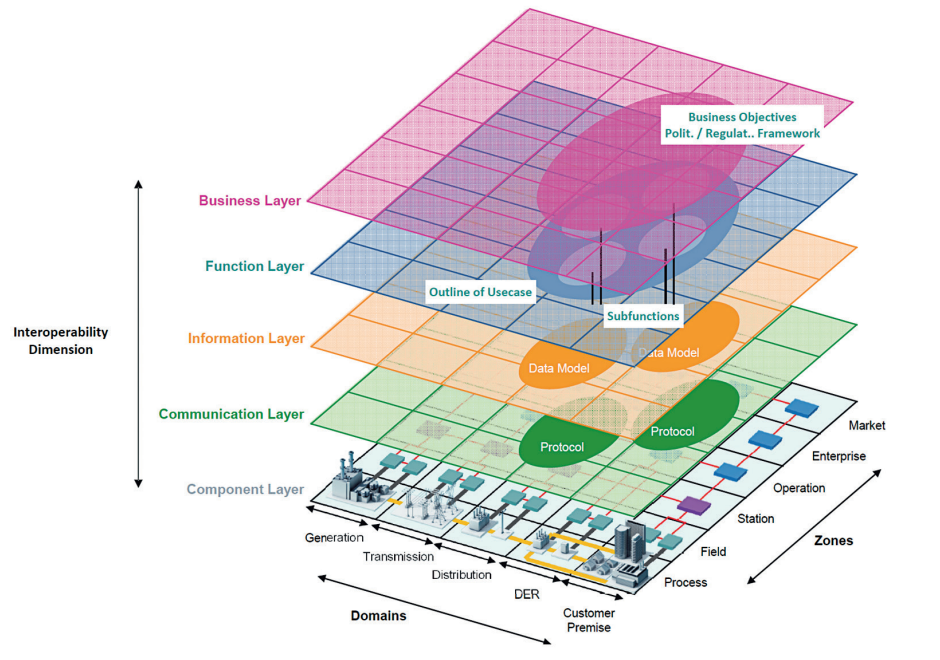 Business Objectives
Polit. / Regulat.. Framework
Business Layer
Function Layer
Outline of Usecase
Subfunctions
Interoperability
Dimension
Information Layer
Data Model
Data Model
Communication Layer
Protocol
Protocol
Component Layer
Market
Enterprise
Operation
Station
Field
Process
Zones
Generation
Transmission
Distribution
DER
Customer
Premise
Domains